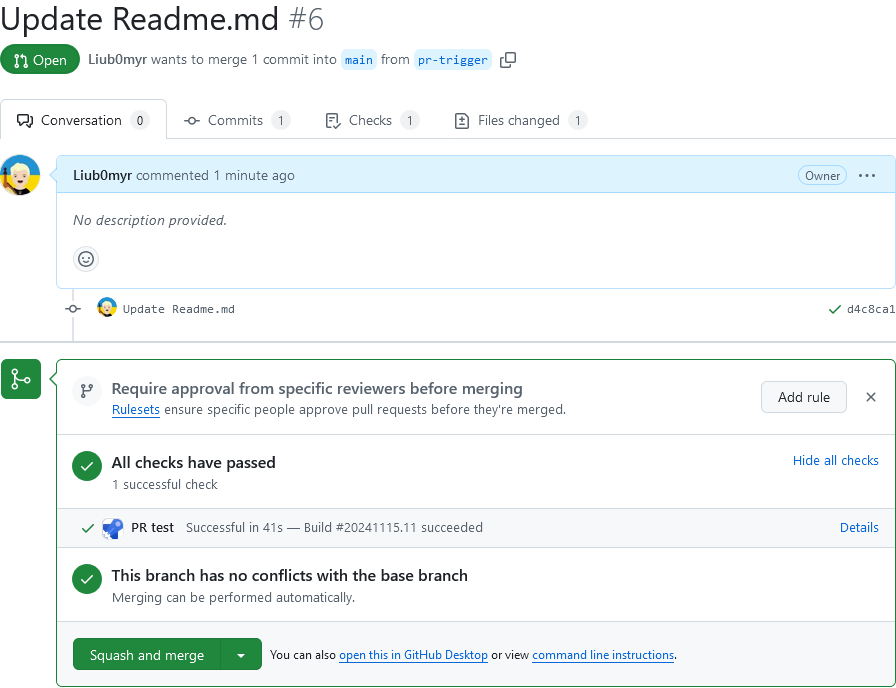 Update Readme.md #6
Open Liub0myr wants to merge 1 commit into main from pr-trigger
Conversation 0 Commits 1 Checks 1 Files changed 1
Liub0myr commented 1 minute ago Owner ...
No description provided.
Update Readme.md d4c8ca1
Require approval from specific reviewers before merging
Rulesets ensure specific people approve pull requests before they're merged.
Add rule
All checks have passed
Hide all checks
1 successful check
PR test Successful in 41s — Build #20241115.11 succeeded Details
This branch has no conflicts with the base branch
Merging can be performed automatically.
Squash and merge You can also open this in GitHub Desktop or view command line instructions.